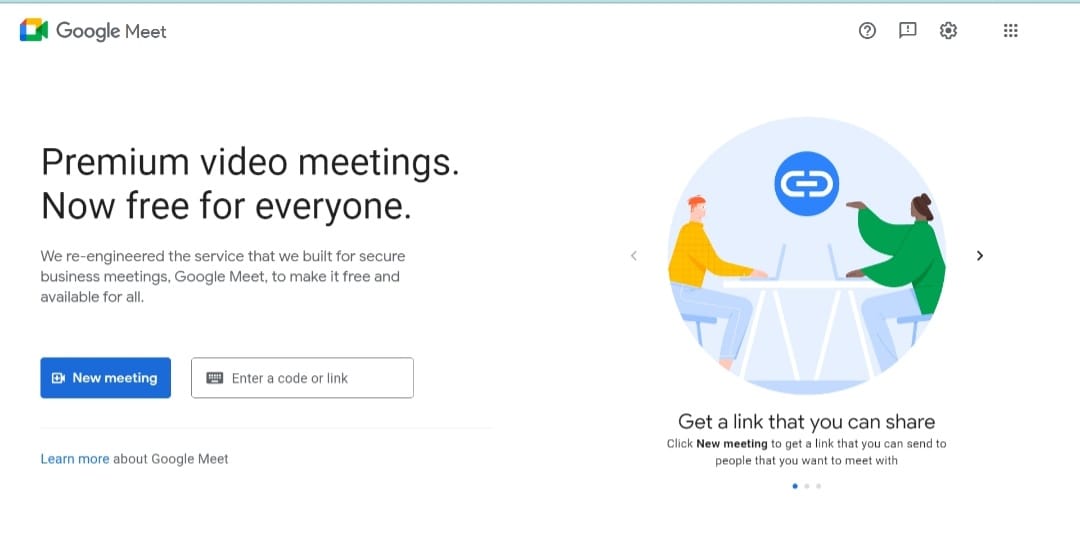 Google Meet
Premium video meetings.
Now free for everyone.
We re-engineered the service that we built for secure
business meetings, Google Meet, to make it free and
available for all.
New meeting
Enter a code or link
Learn more about Google Meet
Get a link that you can share
Click New meeting to get a link that you can send to
people that you want to meet with